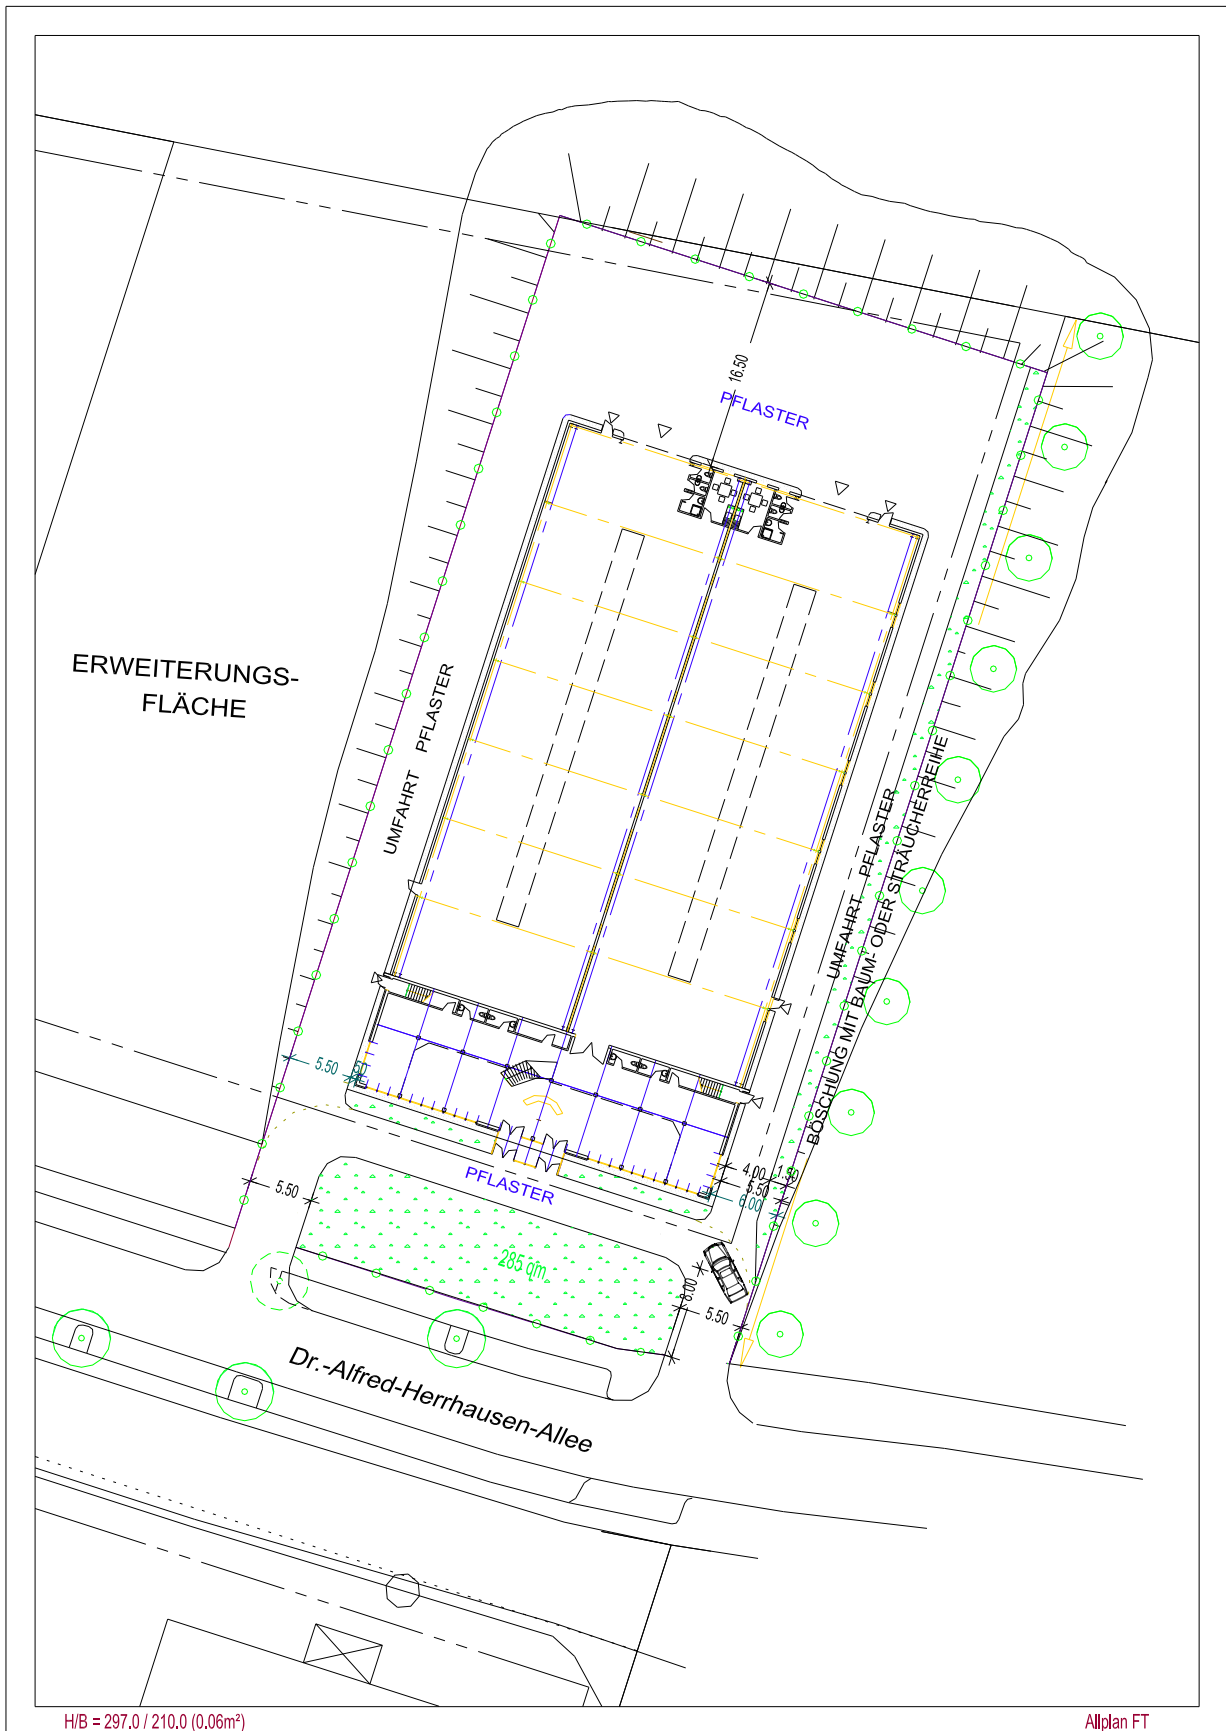 16.50
PFLASTER
ERWEITERUNGS-
FLÄCHE
UMFAHRT PFLASTER
UMFAHRT PFLASTER
BÖSCHUNG MIT BAUM- ODER STRÄUCHERREIHE
5.50
4.00
1.50
5.50
6.00
5.50
PFLASTER
285 qm
8.00
5.50
Dr.-Alfred-Herrhausen-Allee
H/B = 297.0 / 210.0 (0.06m²)
Allplan FT